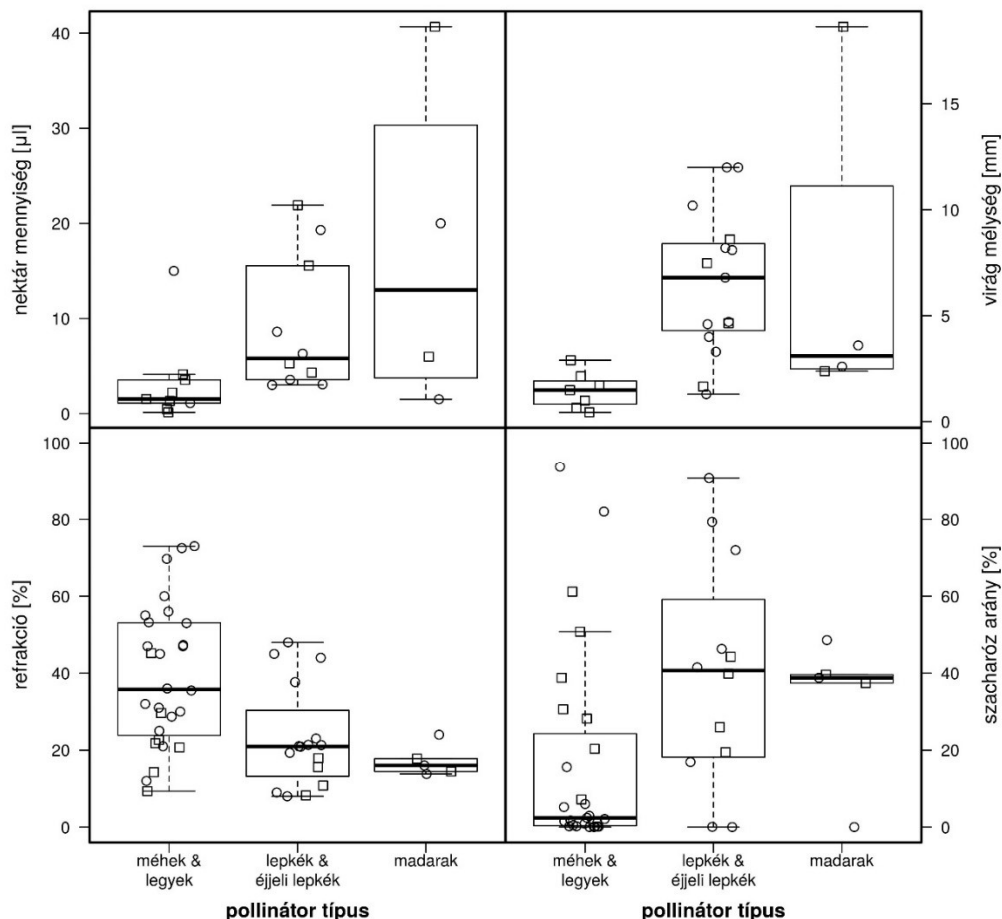 nektár mennyiség [µl]
40
30
20
10
0
virág mélység [mm]
15
10
5
0
refrakció [%]
100
80
60
40
20
0
szacharóz arány [%]
100
80
60
40
20
0
méhek &
legyek
lepkék &
éjjeli lepkék
madarak
méhek &
legyek
lepkék &
éjjeli lepkék
madarak
pollinátor típus
pollinátor típus